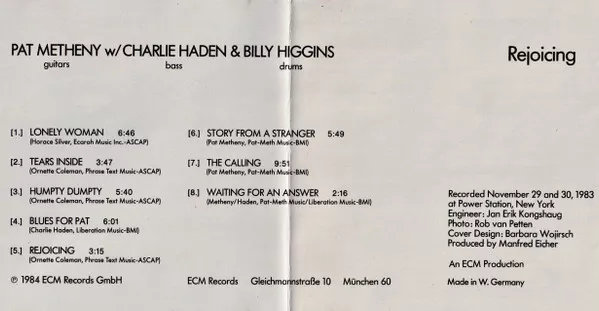 PAT METHENY w/CHARLIE HADEN & BILLY HIGGINS
guitars bass drums
Rejoicing
[1.] LONELY WOMAN 6:46
(Horace Silver, Ecaroh Music Inc.-ASCAP)
[2.] TEARS INSIDE 3:47
(Ornette Coleman, Phrase Text Music-ASCAP)
[3.] HUMPTY DUMPTY 5:40
(Ornette Coleman, Phrase Text Music-ASCAP)
[4.] BLUES FOR PAT 6:01
(Charlie Haden, Liberation Music-BMI)
[5.] REJOICING 3:15
(Ornette Coleman, Phrase Text Music-ASCAP)
[6.] STORY FROM A STRANGER 5:49
(Pat Metheny, Pat-Meth Music-BMI)
[7.] THE CALLING 9:51
(Pat Metheny, Pat-Meth Music-BMI)
[8.] WAITING FOR AN ANSWER 2:16
(Metheny/Haden, Pat-Meth Music/Liberation Music-BMI)
Recorded November 29 and 30, 1983
at Power Station, New York
Engineer: Jan Erik Kongshaug
Photo: Rob van Petten
Cover Design: Barbara Wojirsch
Produced by Manfred Eicher
An ECM Production
℗ 1984 ECM Records GmbH
ECM Records Gleichmannstraße 10 München 60
Made in W. Germany